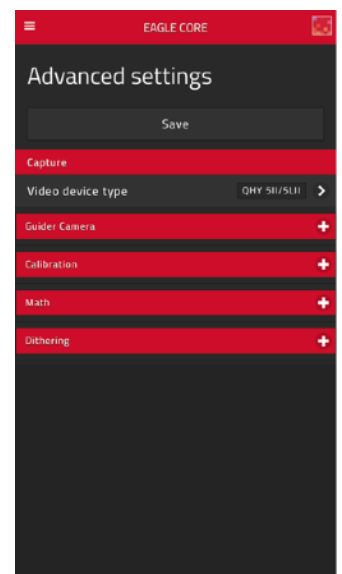 EAGLE CORE
Advanced settings
Save
Capture
Video device type QHY 5II/5LII
Guider Camera
Calibration
Math
Dithering